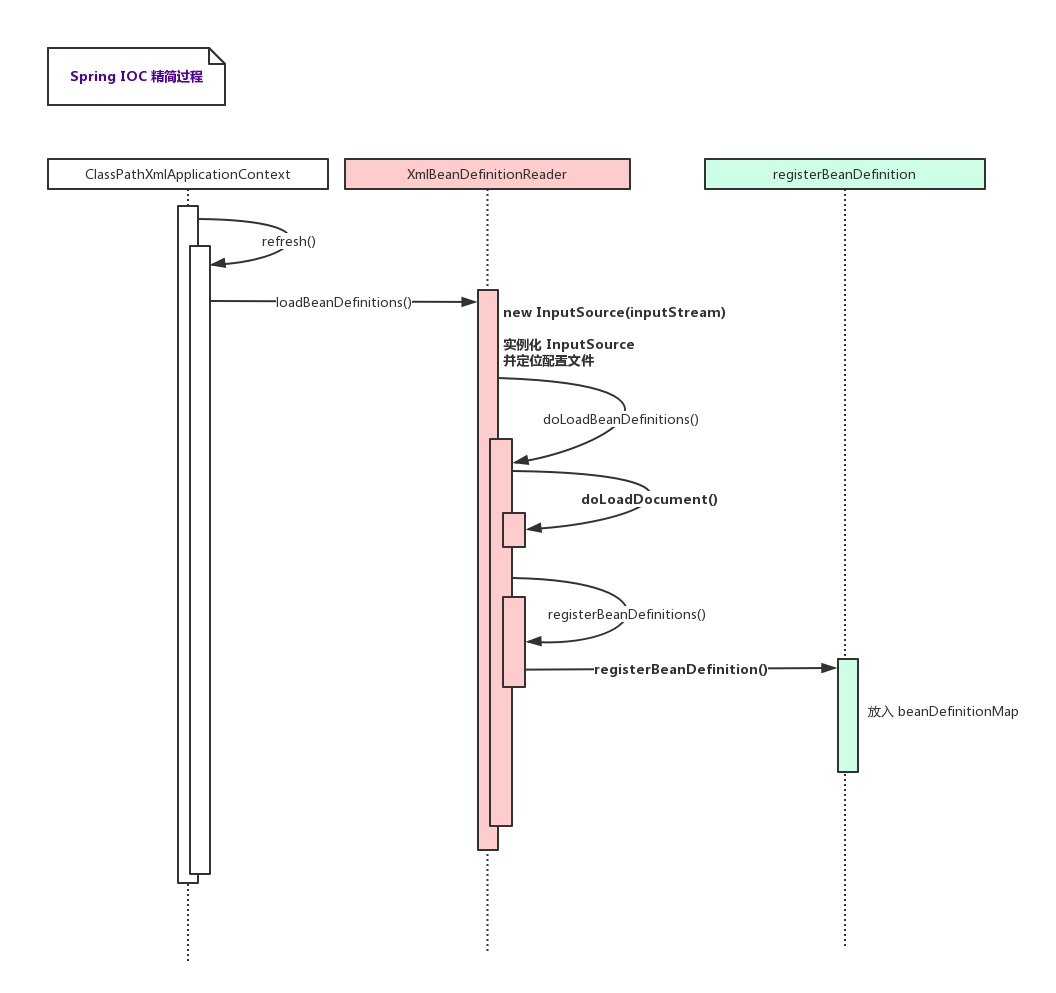 Spring IOC 精简过程
ClassPathXmlApplicationContext
XmlBeanDefinitionReader
registerBeanDefinition
refresh()
loadBeanDefinitions()
new InputSource(inputStream)
实例化 InputSource
并定位配置文件
doLoadBeanDefinitions()
doLoadDocument()
registerBeanDefinitions()
registerBeanDefinition()
放入 beanDefinitionMap